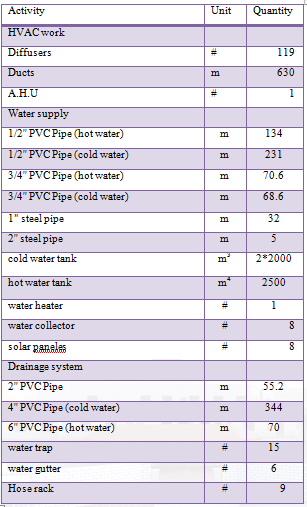 Activity Unit Quantity
HVAC work
Diffusers # 119
Ducts m 630
A.H.U # 1
Water supply
1/2" PVC Pipe (hot water) m 134
1/2" PVC Pipe (cold water) m 231
3/4" PVC Pipe (hot water) m 70.6
3/4" PVC Pipe (cold water) m 68.6
1" steel pipe m 32
2" steel pipe m 5
cold water tank m³ 2*2000
hot water tank m⁴ 2500
water heater # 1
water collector # 8
solar paneles # 8
Drainage system
2" PVC Pipe m 55.2
4" PVC Pipe (cold water) m 344
6" PVC Pipe (hot water) m 70
water trap # 15
water gutter # 6
Hose rack # 9